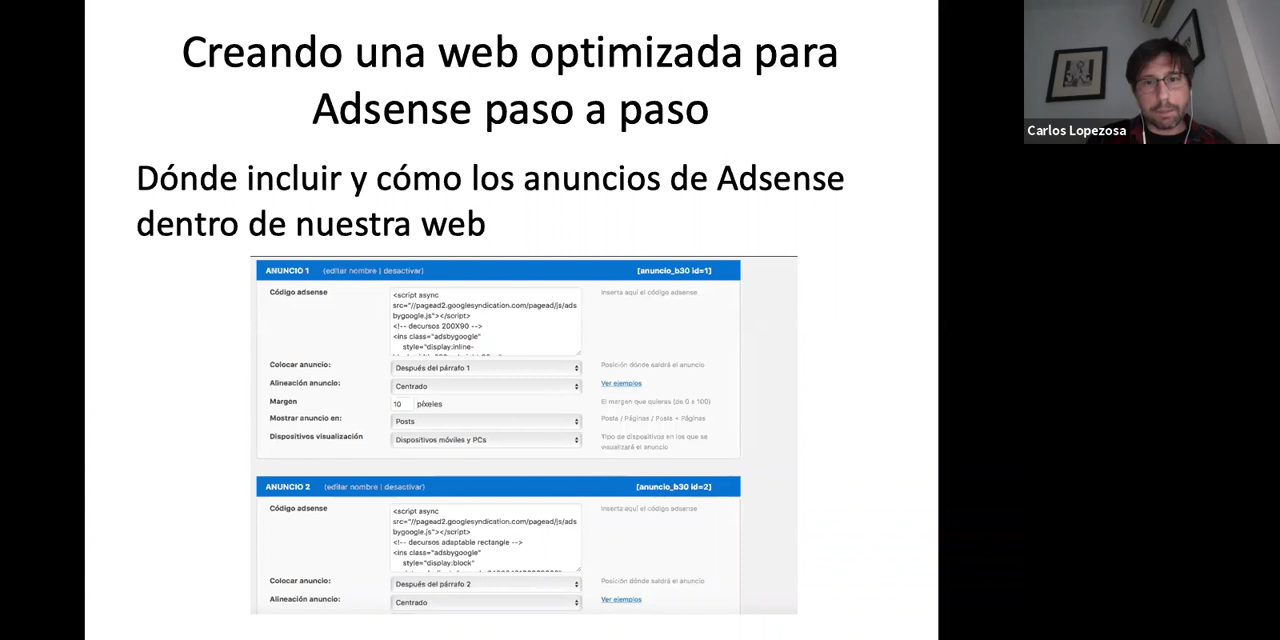 Creando una web optimizada para
Adsense paso a paso
Dónde incluir y cómo los anuncios de Adsense
dentro de nuestra web
ANUNCIO 1 (editar nombre | desactivar) [anuncio_b30 id=1]
Código adsense
<script async
src="//pagead2.googlesyndication.com/pagead/js/ads
bygoogle.js"></script>
<!-- decursos 200X90 -->
<ins class="adsbygoogle"
style="display:inline-
Inserta aquí el código adsense
Colocar anuncio: Después del párrafo 1 Posición dónde saldrá el anuncio
Alineación anuncio: Centrado Ver ejemplos
Margen 10 píxeles El margen que quieras (de 0 a 100)
Mostrar anuncio en: Posts Posts / Páginas / Posts + Páginas
Dispositivos visualización Dispositivos móviles y PCs Tipo de dispositivos en los que se
visualizará el anuncio
ANUNCIO 2 (editar nombre | desactivar) [anuncio_b30 id=2]
Código adsense
<script async
src="//pagead2.googlesyndication.com/pagead/js/ads
bygoogle.js"></script>
<!-- decursos adaptable rectangle -->
<ins class="adsbygoogle"
style="display:block"
Inserta aquí el código adsense
Colocar anuncio: Después del párrafo 2 Posición dónde saldrá el anuncio
Alineación anuncio: Centrado Ver ejemplos
Carlos Lopezosa